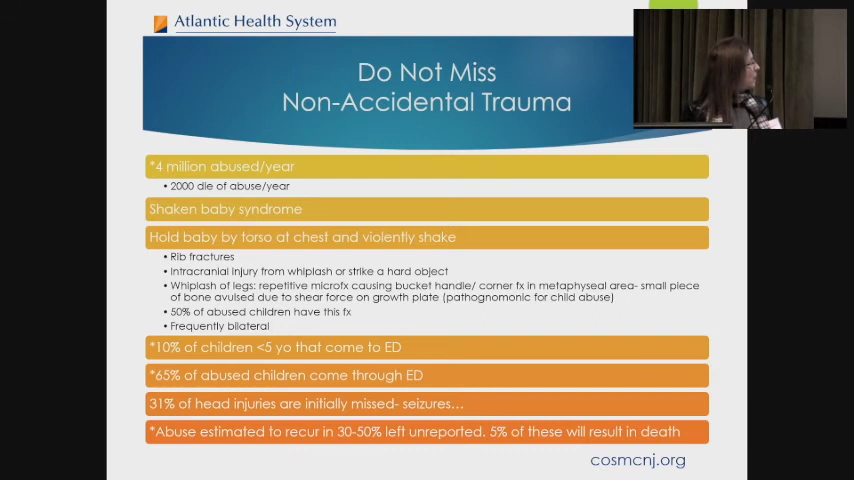 Atlantic Health System
Do Not Miss
Non-Accidental Trauma
*4 million abused/year
• 2000 die of abuse/year
Shaken baby syndrome
Hold baby by torso at chest and violently shake
• Rib fractures
• Intracranial injury from whiplash or strike a hard object
• Whiplash of legs: repetitive microfx causing bucket handle/ corner fx in metaphyseal area- small piece
of bone avulsed due to shear force on growth plate (pathognomonic for child abuse)
• 50% of abused children have this fx
• Frequently bilateral
*10% of children <5 yo that come to ED
*65% of abused children come through ED
31% of head injuries are initially missed- seizures...
*Abuse estimated to recur in 30-50% left unreported. 5% of these will result in death
cosmcnj.org